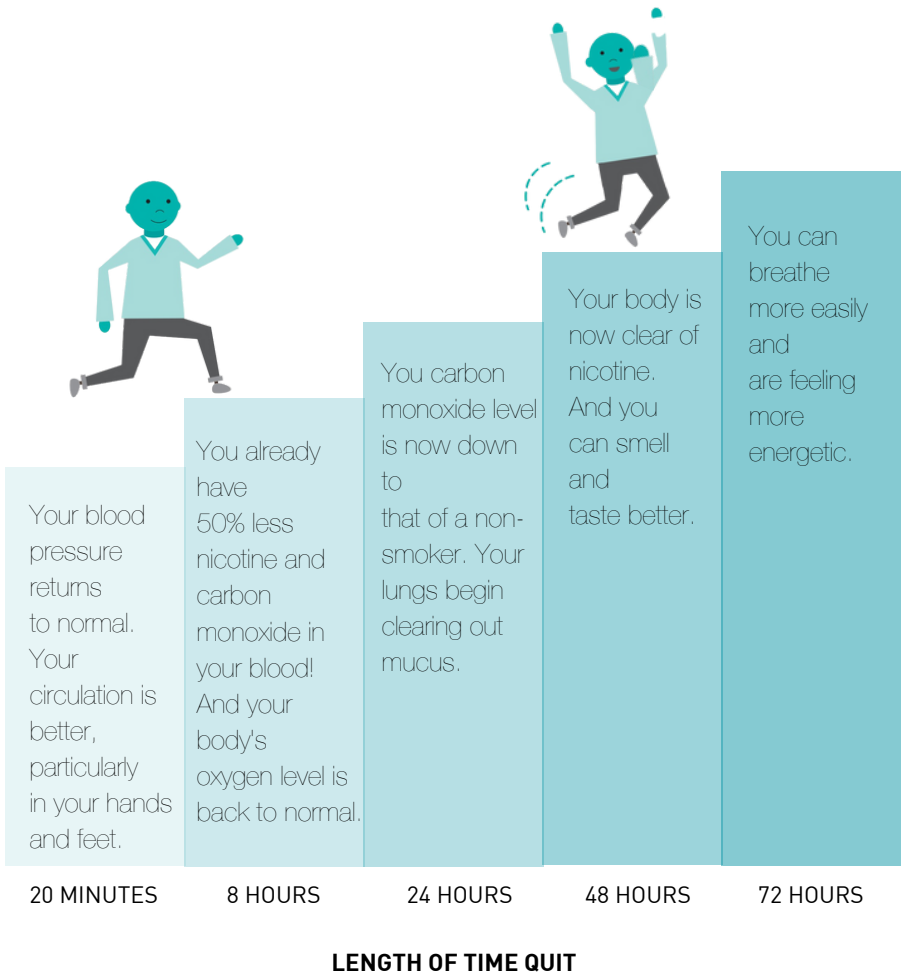 Your blood
pressure
returns
to normal.
Your
circulation is
better,
particularly
in your hands
and feet.
You already
have
50% less
nicotine and
carbon
monoxide in
your blood!
And your
body's
oxygen level is
back to normal.
You carbon
monoxide level
is now down
to
that of a non-
smoker. Your
lungs begin
clearing out
mucus.
Your body is
now clear of
nicotine.
And you
can smell
and
taste better.
You can
breathe
more easily
and
are feeling
more
energetic.
20 MINUTES
8 HOURS
24 HOURS
48 HOURS
72 HOURS
LENGTH OF TIME QUIT